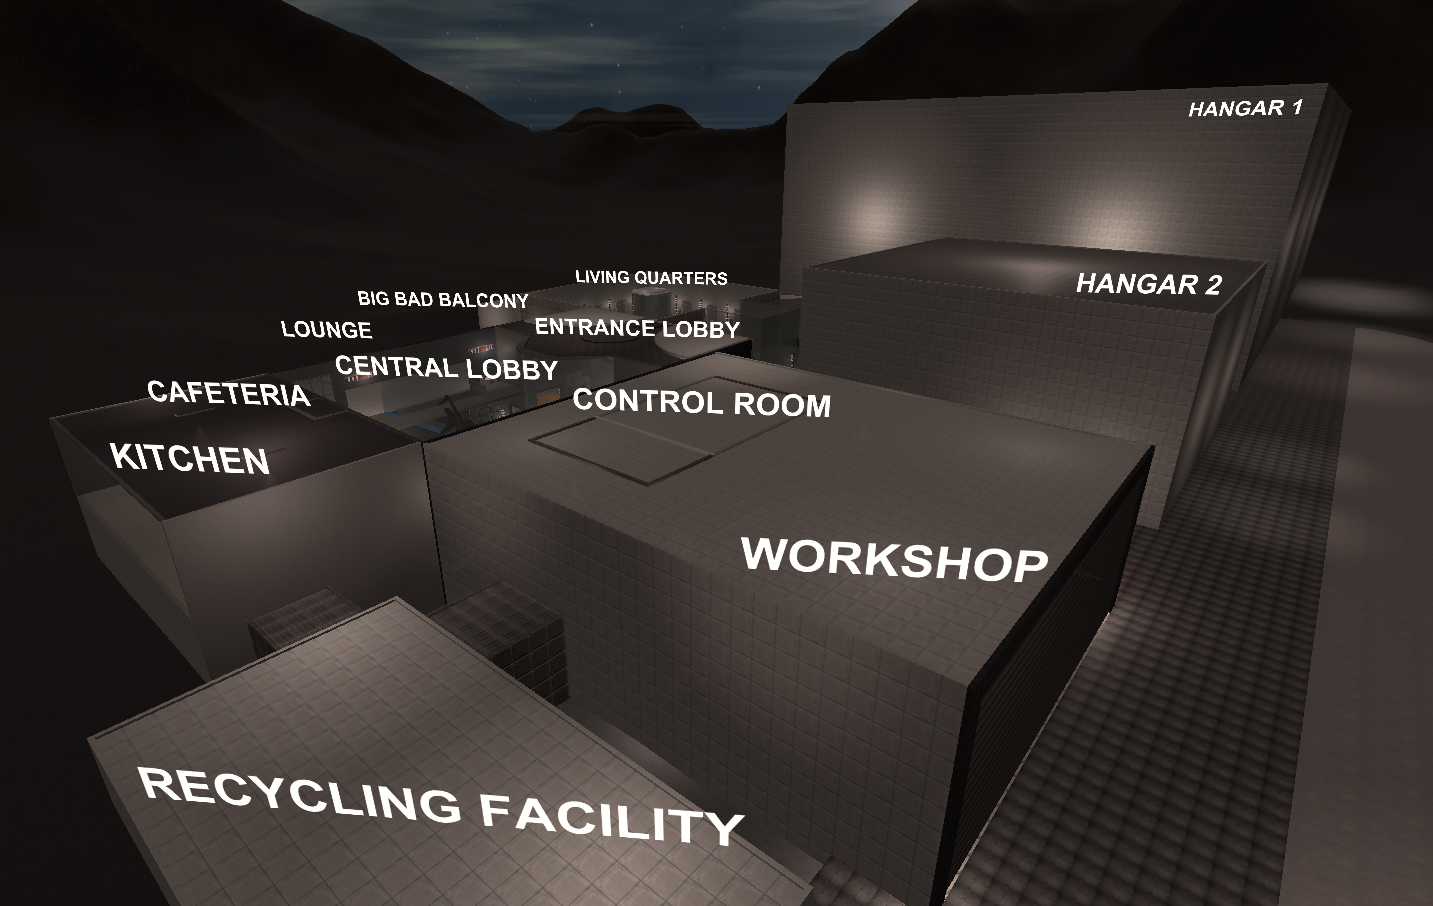 HANGAR 1
LIVING QUARTERS
HANGAR 2
BIG BAD BALCONY
LOUNGE
ENTRANCE LOBBY
CENTRAL LOBBY
CAFETERIA
CONTROL ROOM
KITCHEN
WORKSHOP
RECYCLING FACILITY